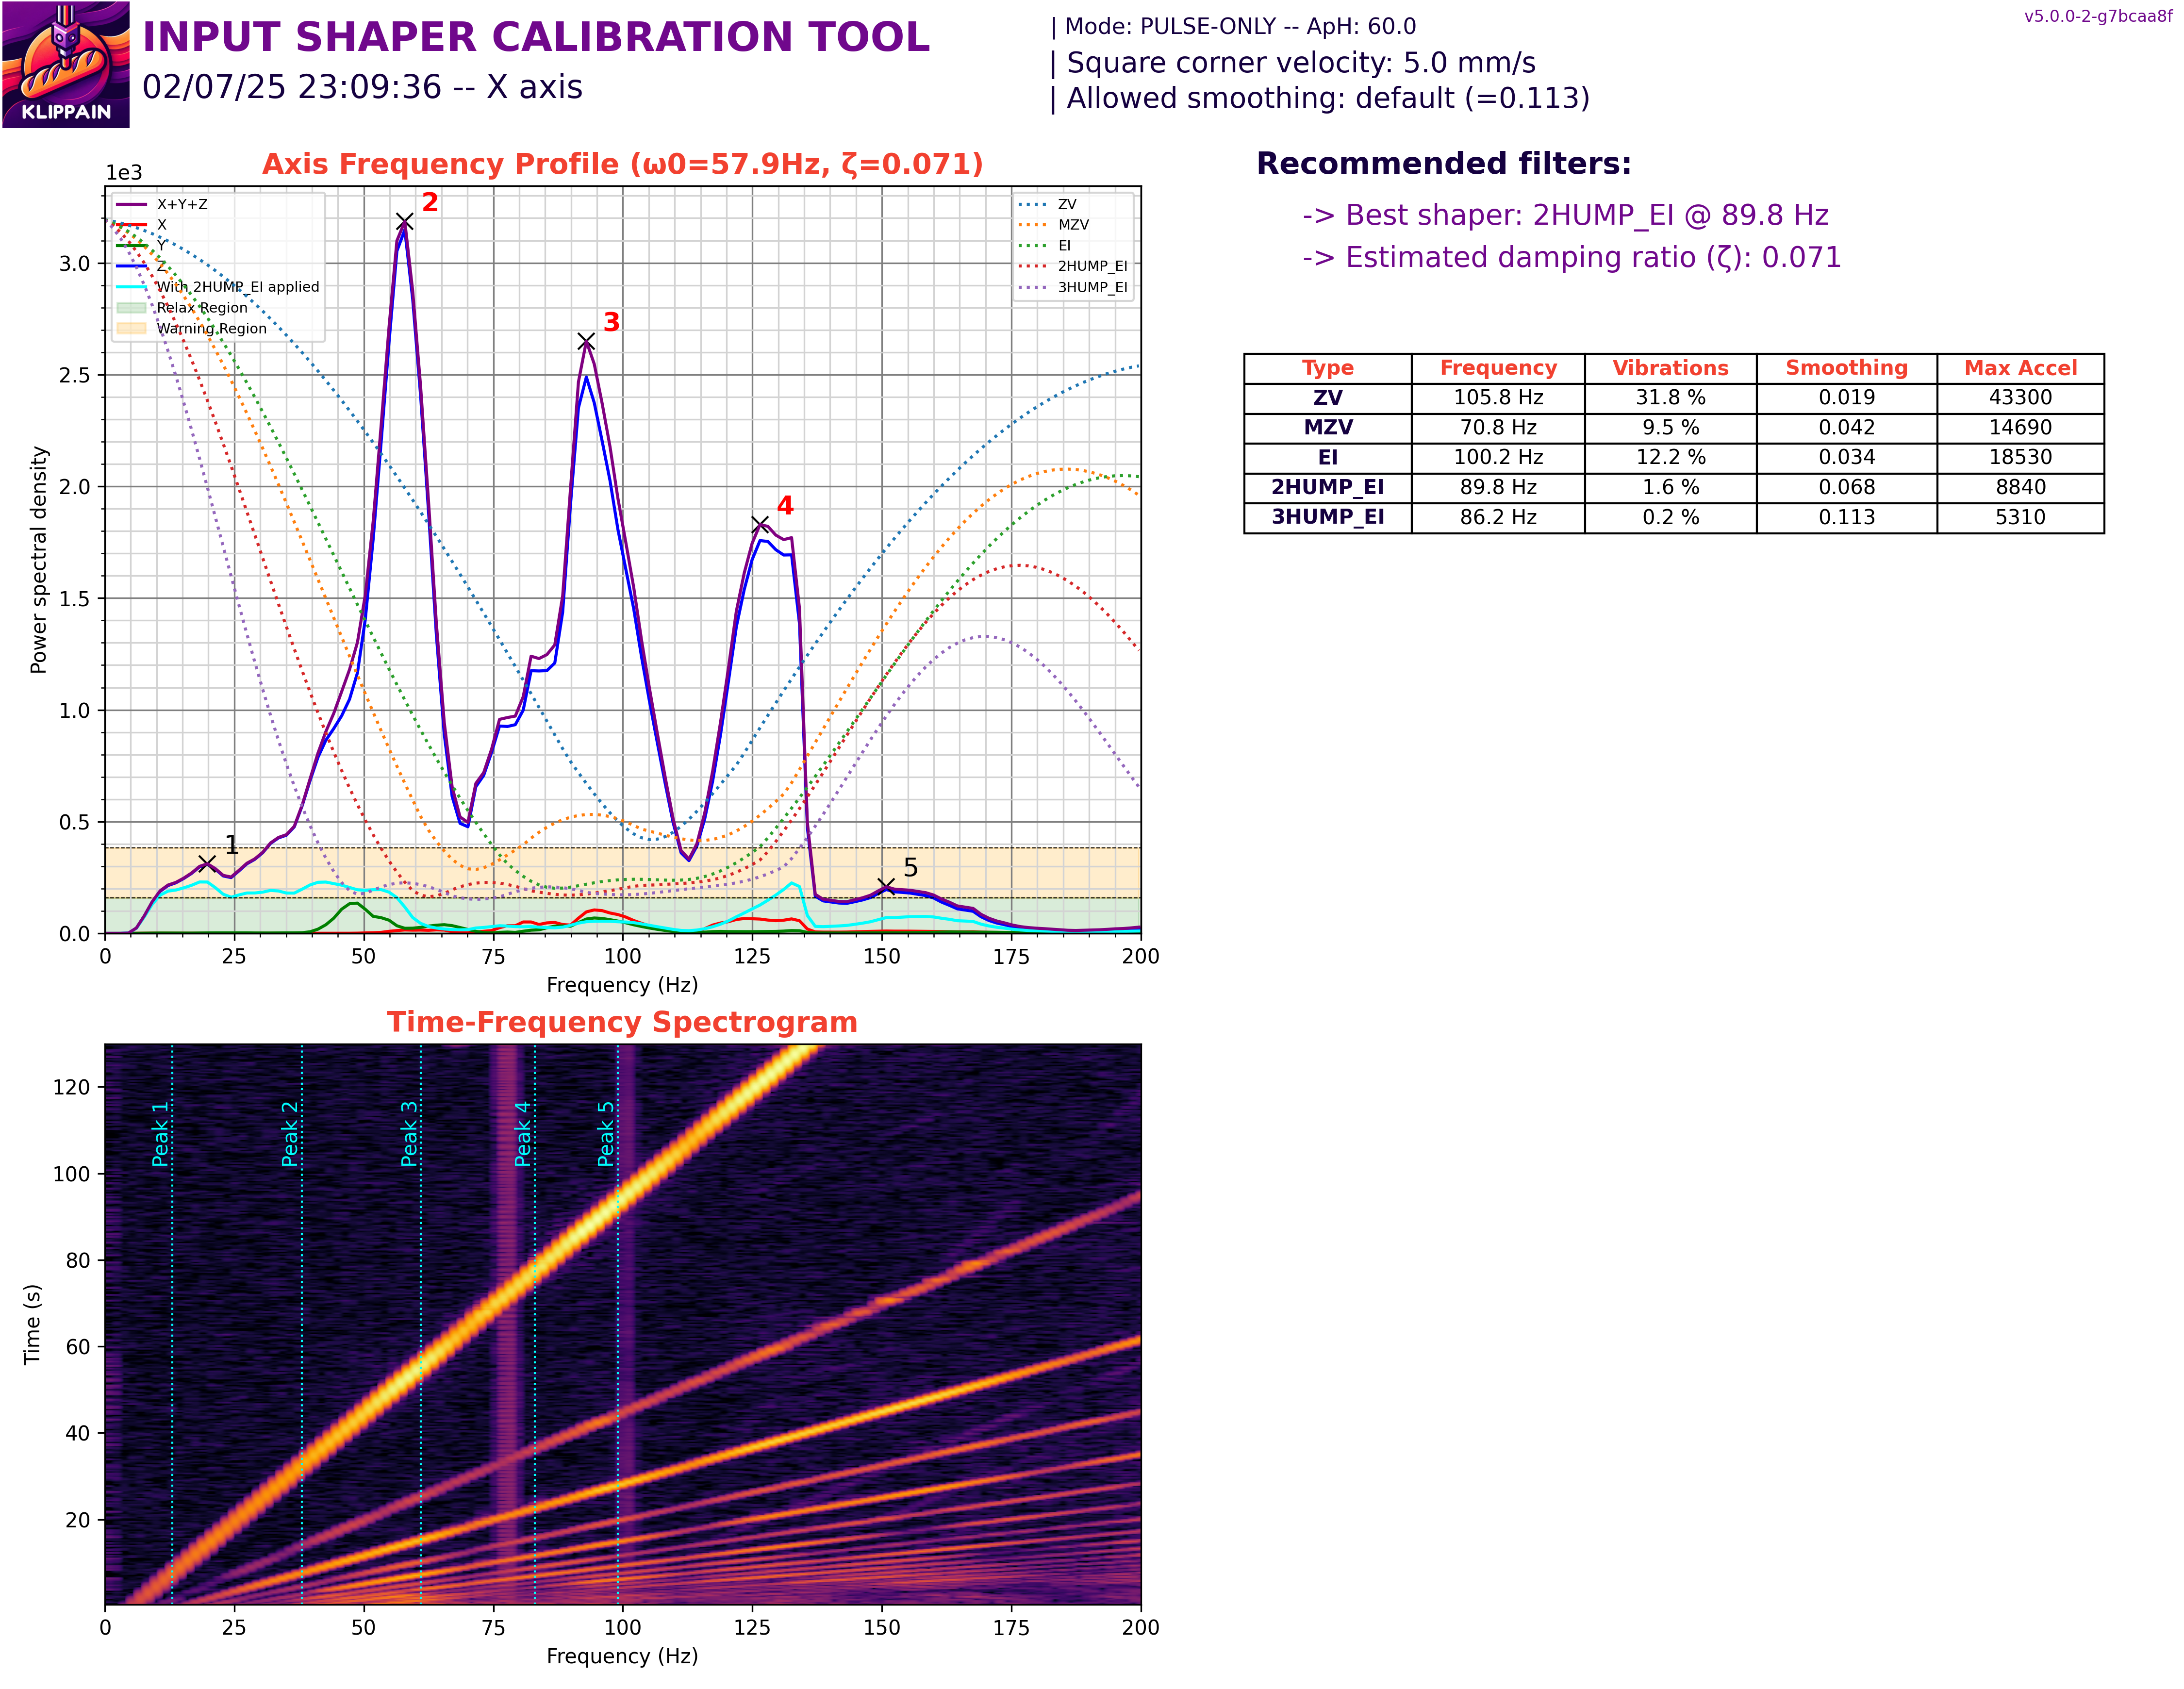 KLIPPAIN
INPUT SHAPER CALIBRATION TOOL
02/07/25 23:09:36 -- X axis
| Mode: PULSE-ONLY -- ApH: 60.0
| Square corner velocity: 5.0 mm/s
| Allowed smoothing: default (=0.113)
v5.0.0-2-g7bcaa8f
Axis Frequency Profile (ω0=57.9Hz, ζ=0.071)
1e3
X+Y+Z
X
Y
Z
With 2HUMP_EI applied
Relax Region
Warning Region
ZV
MZV
EI
2HUMP_EI
3HUMP_EI
1
2
3
4
5
Power spectral density
3.0
2.5
2.0
1.5
1.0
0.5
0.0
0 25 50 75 100 125 150 175 200
Frequency (Hz)
Recommended filters:
-> Best shaper: 2HUMP_EI @ 89.8 Hz
-> Estimated damping ratio (ζ): 0.071
Type Frequency Vibrations Smoothing Max Accel
ZV 105.8 Hz 31.8 % 0.019 43300
MZV 70.8 Hz 9.5 % 0.042 14690
EI 100.2 Hz 12.2 % 0.034 18530
2HUMP_EI 89.8 Hz 1.6 % 0.068 8840
3HUMP_EI 86.2 Hz 0.2 % 0.113 5310
Time-Frequency Spectrogram
Time (s)
120
100
80
60
40
20
Peak 1
Peak 2
Peak 3
Peak 4
Peak 5
0 25 50 75 100 125 150 175 200
Frequency (Hz)